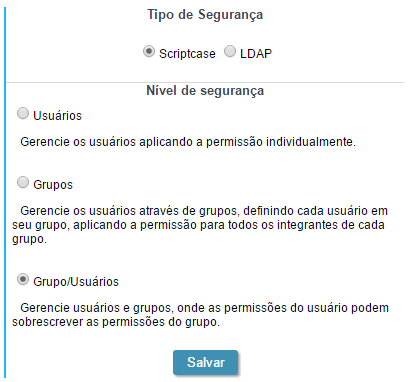 Tipo de Segurança
Scriptcase LDAP
Nível de segurança
Usuários
Gerencie os usuários aplicando a permissão individualmente.
Grupos
Gerencie os usuários através de grupos, definindo cada usuário em
seu grupo, aplicando a permissão para todos os integrantes de cada
grupo.
Grupo/Usuários
Gerencie usuários e grupos, onde as permissões do usuário podem
sobrescrever as permissões do grupo.
Salvar